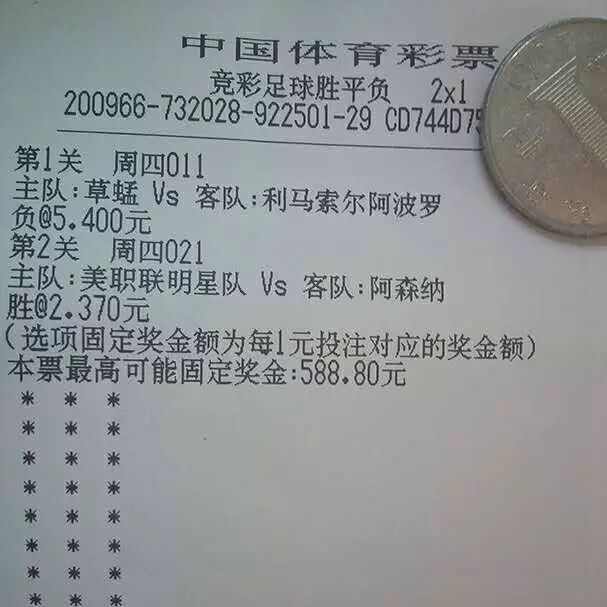 中国体育彩票
竞彩足球胜平负 2x1
200966-732028-922501-29 CD744D75
第1关 周四011
主队:草蜢 Vs 客队:利马索尔阿波罗
负@5.400元
第2关 周四021
主队:美职联明星队 Vs 客队:阿森纳
胜@2.370元
(选项固定奖金额为每1元投注对应的奖金额)
本票最高可能固定奖金:588.80元
* * *
* * *
* * *
* * *
* * *
* * *
* * *
* * *